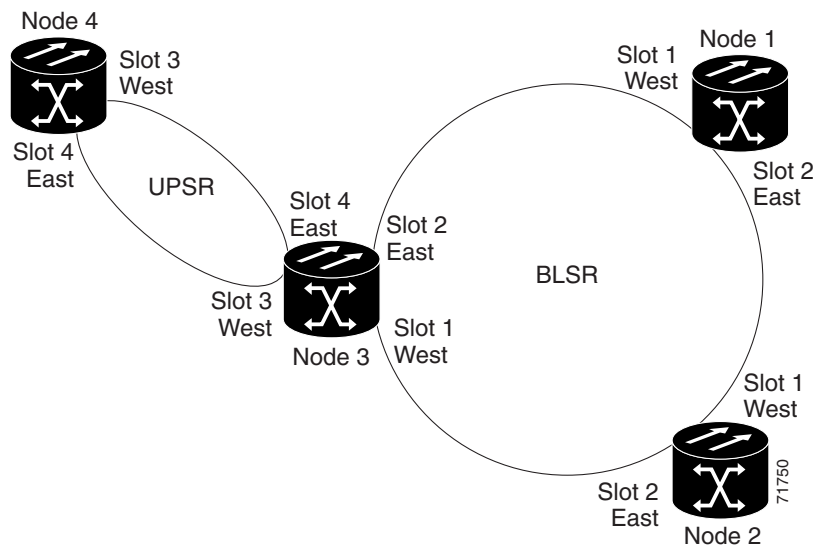 Node 4
Slot 3
West
Slot 4
East
UPSR
Slot 4
East
Slot 3
West
Node 3
Slot 2
East
Slot 1
West
BLSR
Slot 1
West
Node 1
Slot 2
East
Slot 1
West
Slot 2
East
Node 2
71750